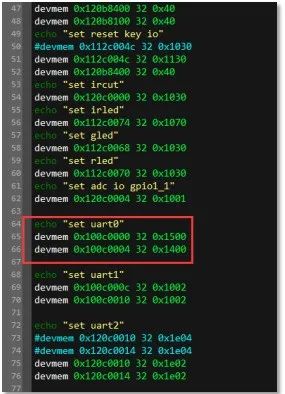 47 devmem 0x120b8400 32 0x40
48 devmem 0x120b8100 32 0x40
49 echo "set reset key io"
50 #devmem 0x112c004c 32 0x1030
51 devmem 0x112c004c 32 0x1130
52 devmem 0x120b8400 32 0x40
53 echo "set ircut"
54 devmem 0x120c0000 32 0x1030
55 echo "set irled"
56 devmem 0x112c0074 32 0x1070
57 echo "set gled"
58 devmem 0x112c0068 32 0x1030
59 echo "set rled"
60 devmem 0x112c0070 32 0x1030
61 echo "set adc io gpio1_1"
62 devmem 0x120c0004 32 0x1001
63
64 echo "set uart0"
65 devmem 0x100c0000 32 0x1500
66 devmem 0x100c0004 32 0x1400
67
68 echo "set uart1"
69 devmem 0x100c000c 32 0x1002
70 devmem 0x100c0010 32 0x1002
71
72 echo "set uart2"
73 #devmem 0x120c0010 32 0x1e04
74 #devmem 0x120c0014 32 0x1e04
75 devmem 0x120c0010 32 0x1e02
76 devmem 0x120c0014 32 0x1e02
77